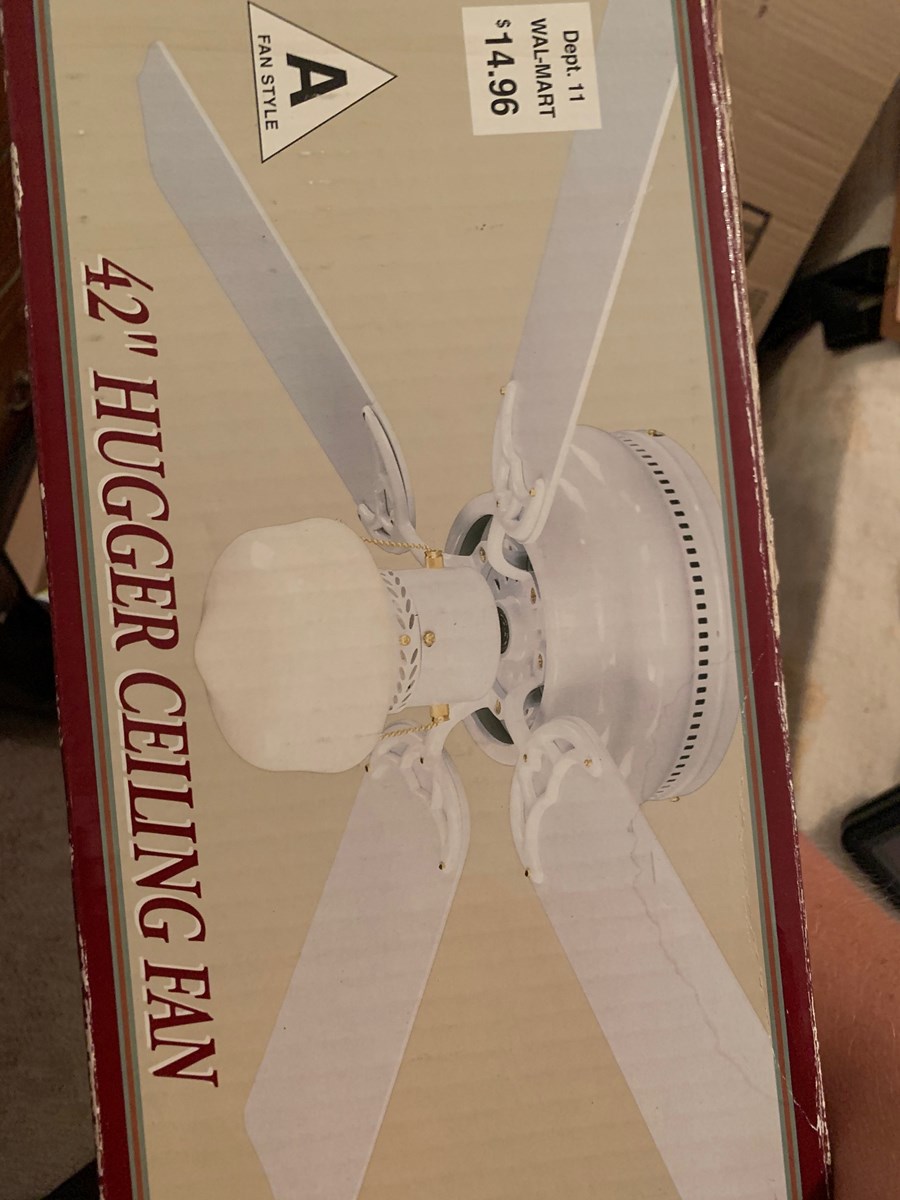 A
FAN STYLE
Dept. 11
WAL-MART
$14.96
42" HUGGER CEILING FAN